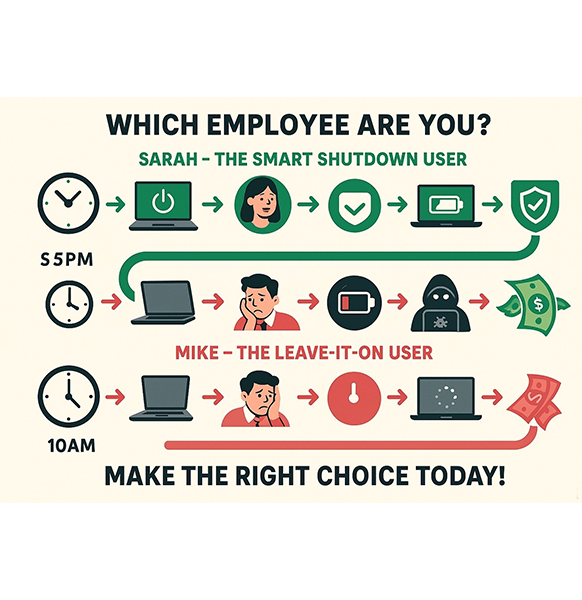 WHICH EMPLOYEE ARE YOU?
SARAH – THE SMART SHUTDOWN USER
S5PM
$
MIKE – THE LEAVE-IT-ON USER
S
10AM
MAKE THE RIGHT CHOICE TODAY!